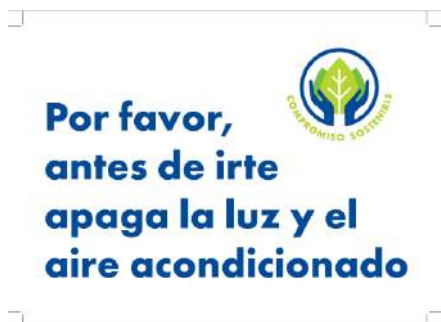 COMPROMISO SOSTENIBLE
Por favor,
antes de irte
apaga la luz y el
aire acondicionado